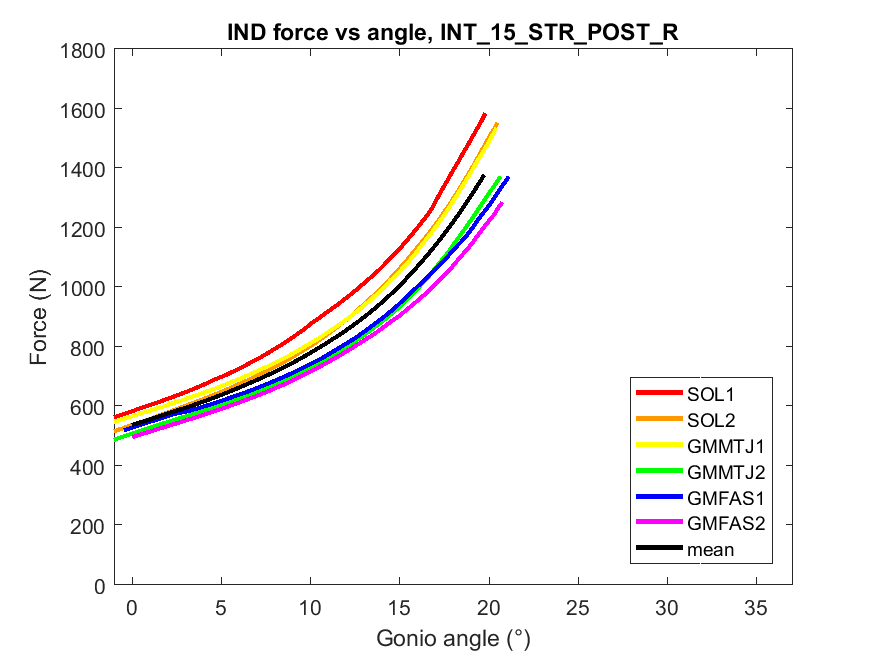 IND force vs angle, INT_15_STR_POST_R
1800
1600
1400
1200
1000
800
600
400
200
0
Force (N)
SOL1
SOL2
GMMTJ1
GMMTJ2
GMFAS1
GMFAS2
mean
0 5 10 15 20 25 30 35
Gonio angle (°)